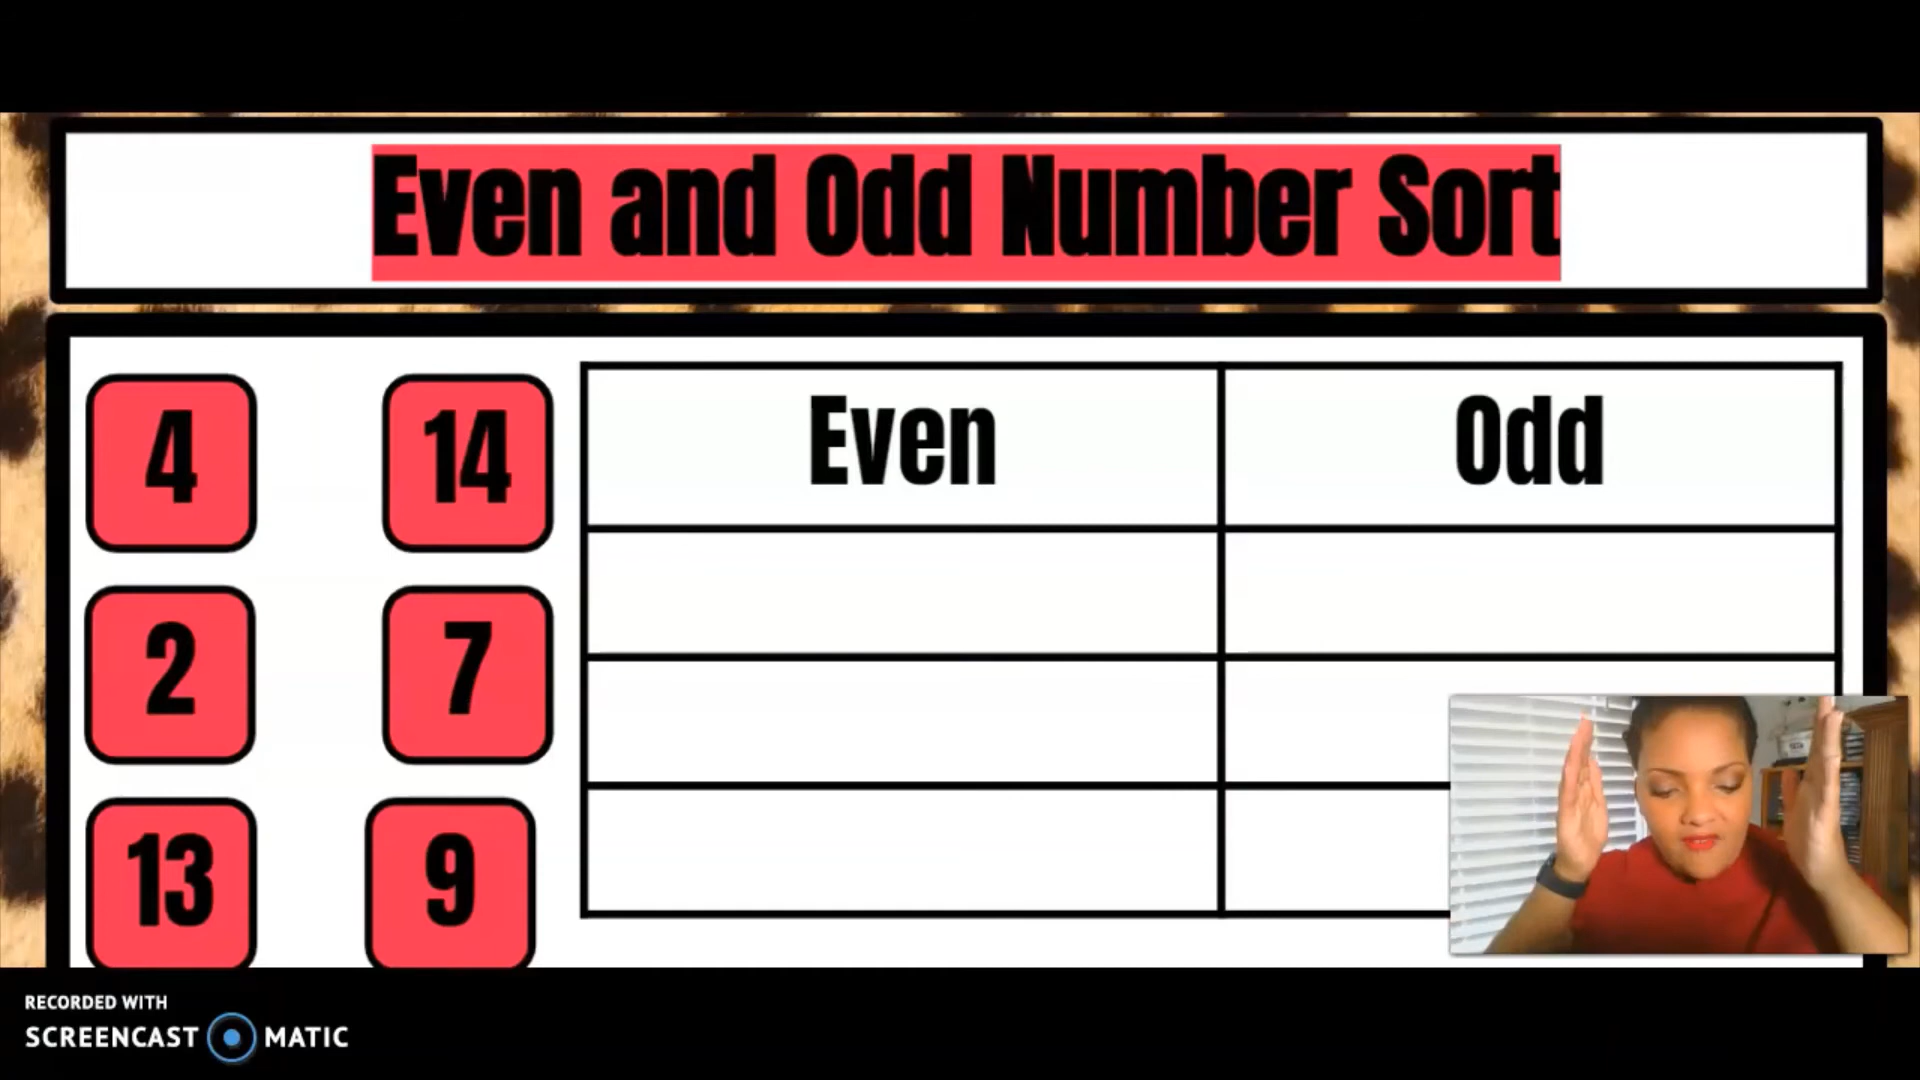 Even and Odd Number Sort
4
14
Even
Odd
2
7
13
9
RECORDED WITH
SCREENCAST MATIC